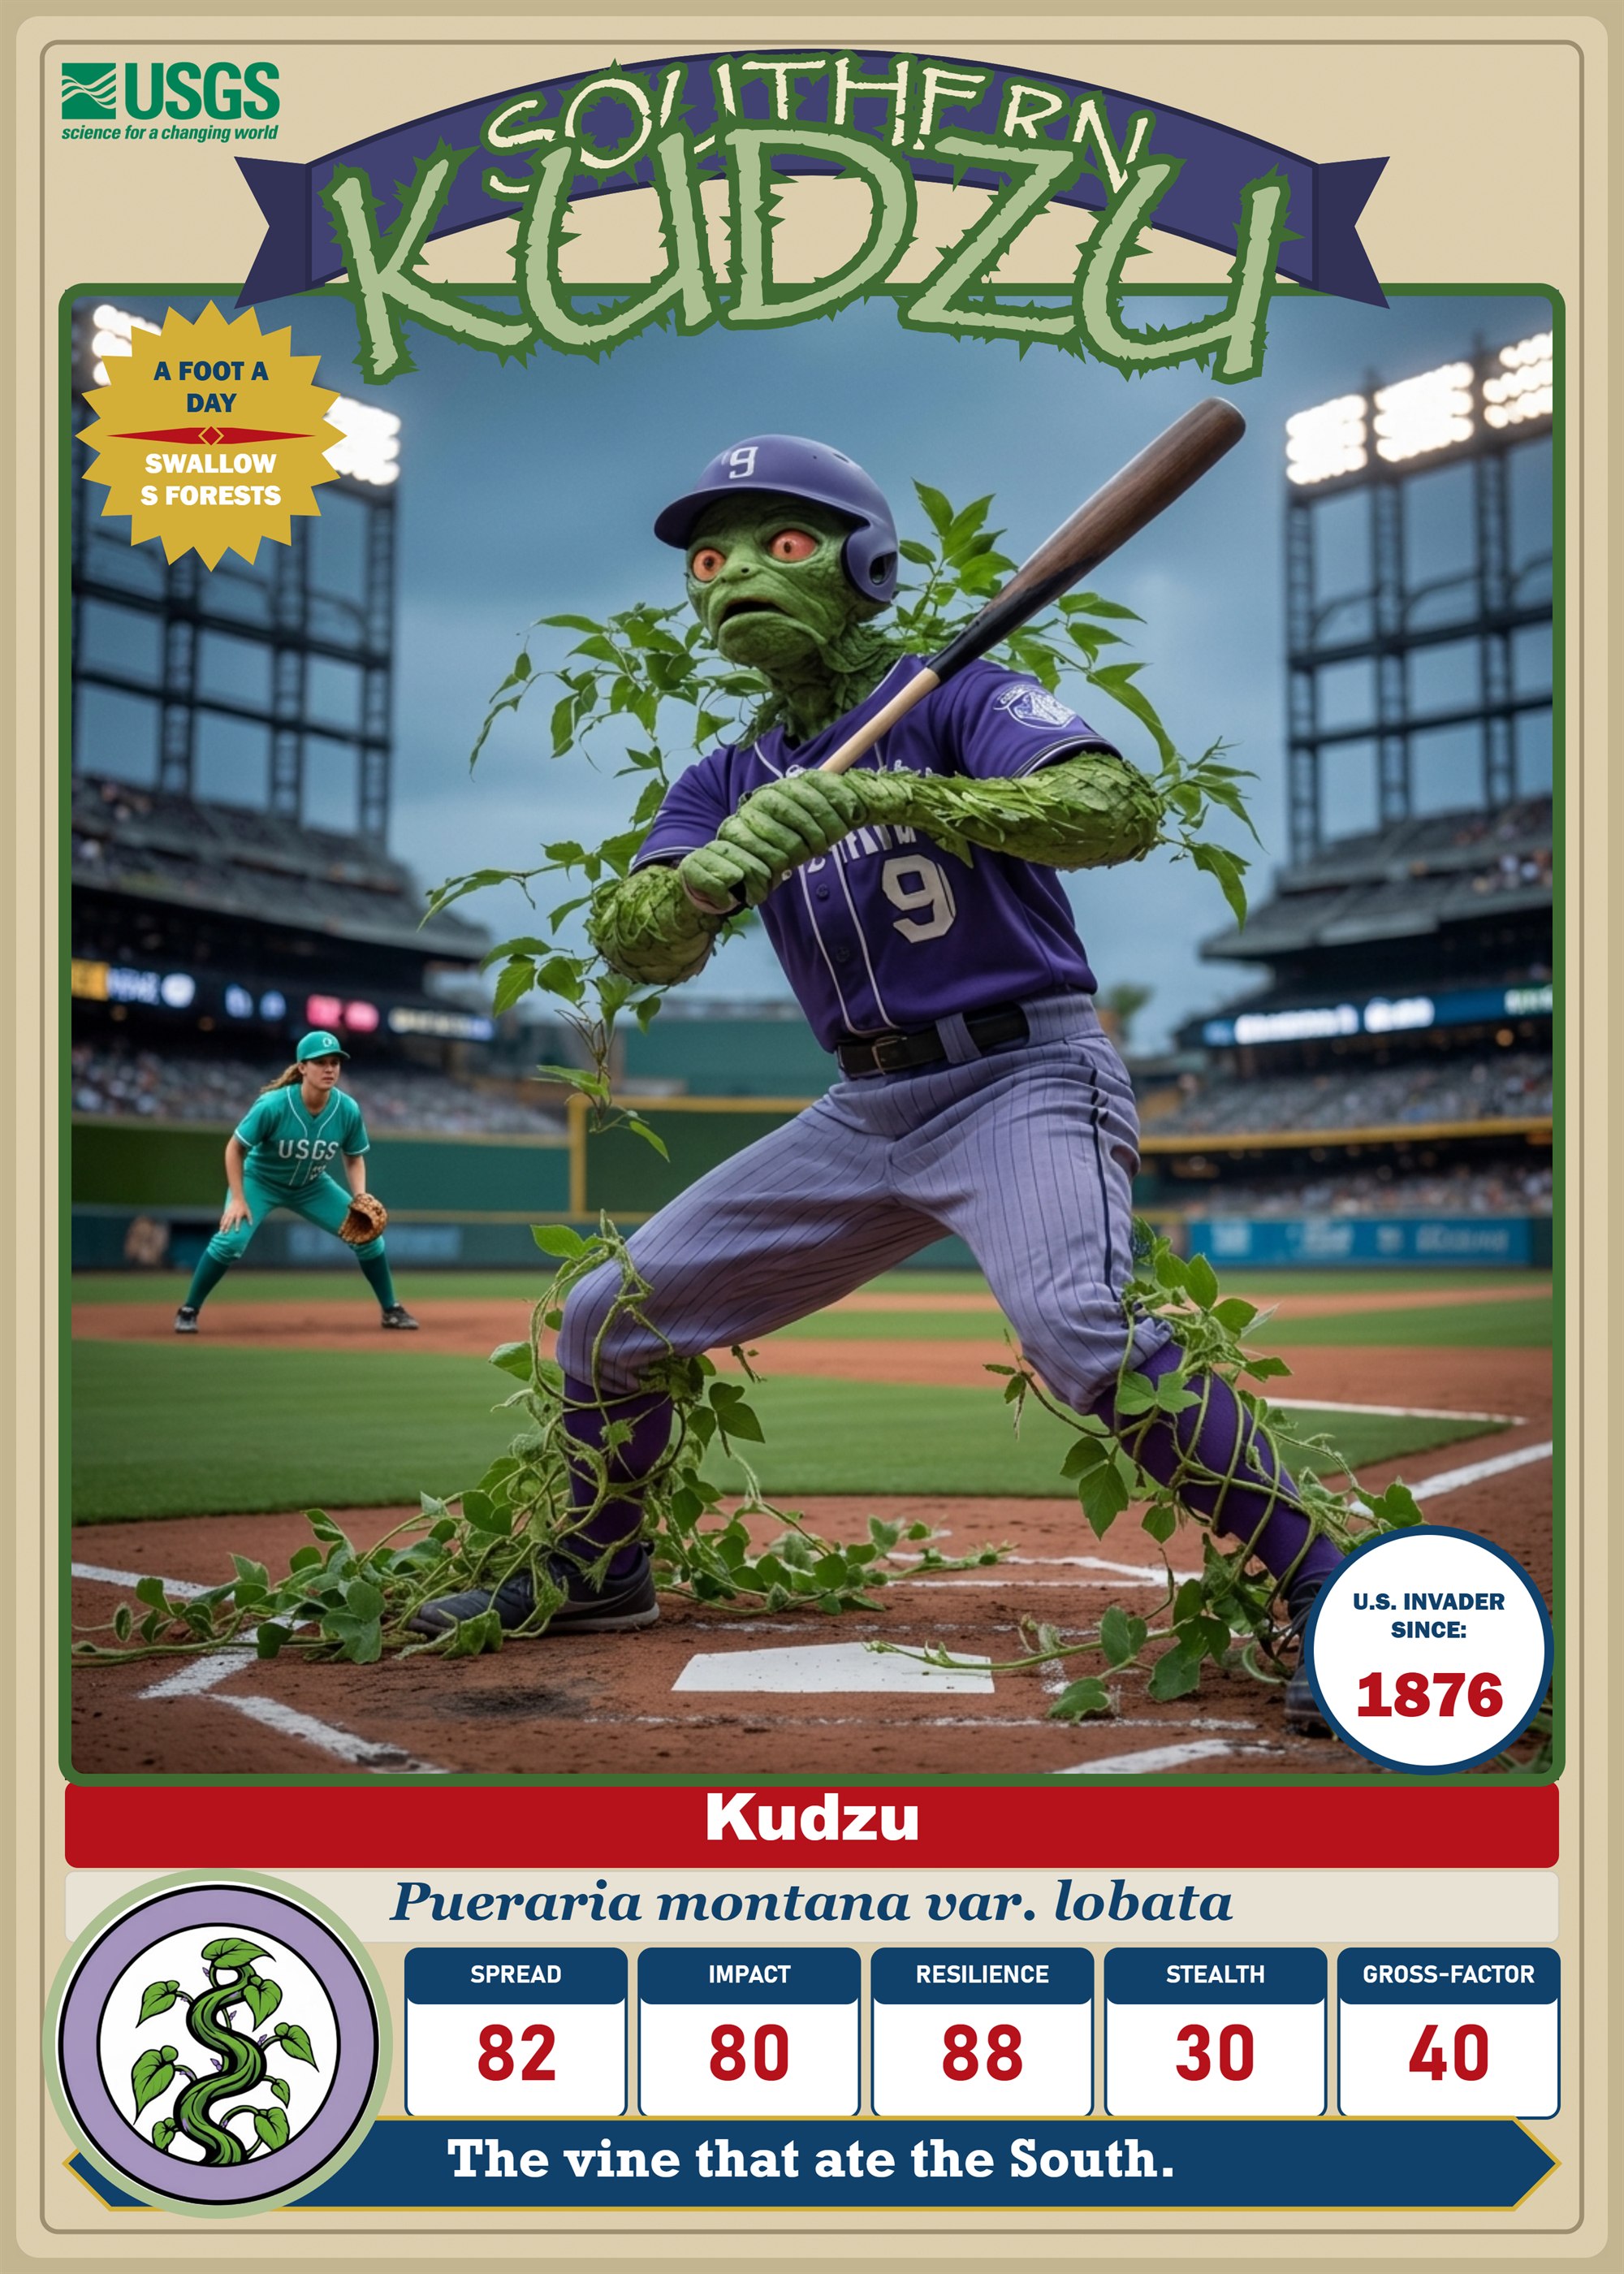 USGS
science for a changing world
SOUTHERN
KUDZU
A FOOT A
DAY
SWALLOW
S FORESTS
9
9
USGS
U.S. INVADER
SINCE:
1876
Kudzu
Pueraria montana var. lobata
SPREAD
IMPACT
RESILIENCE
STEALTH
GROSS-FACTOR
82
80
88
30
40
The vine that ate the South.